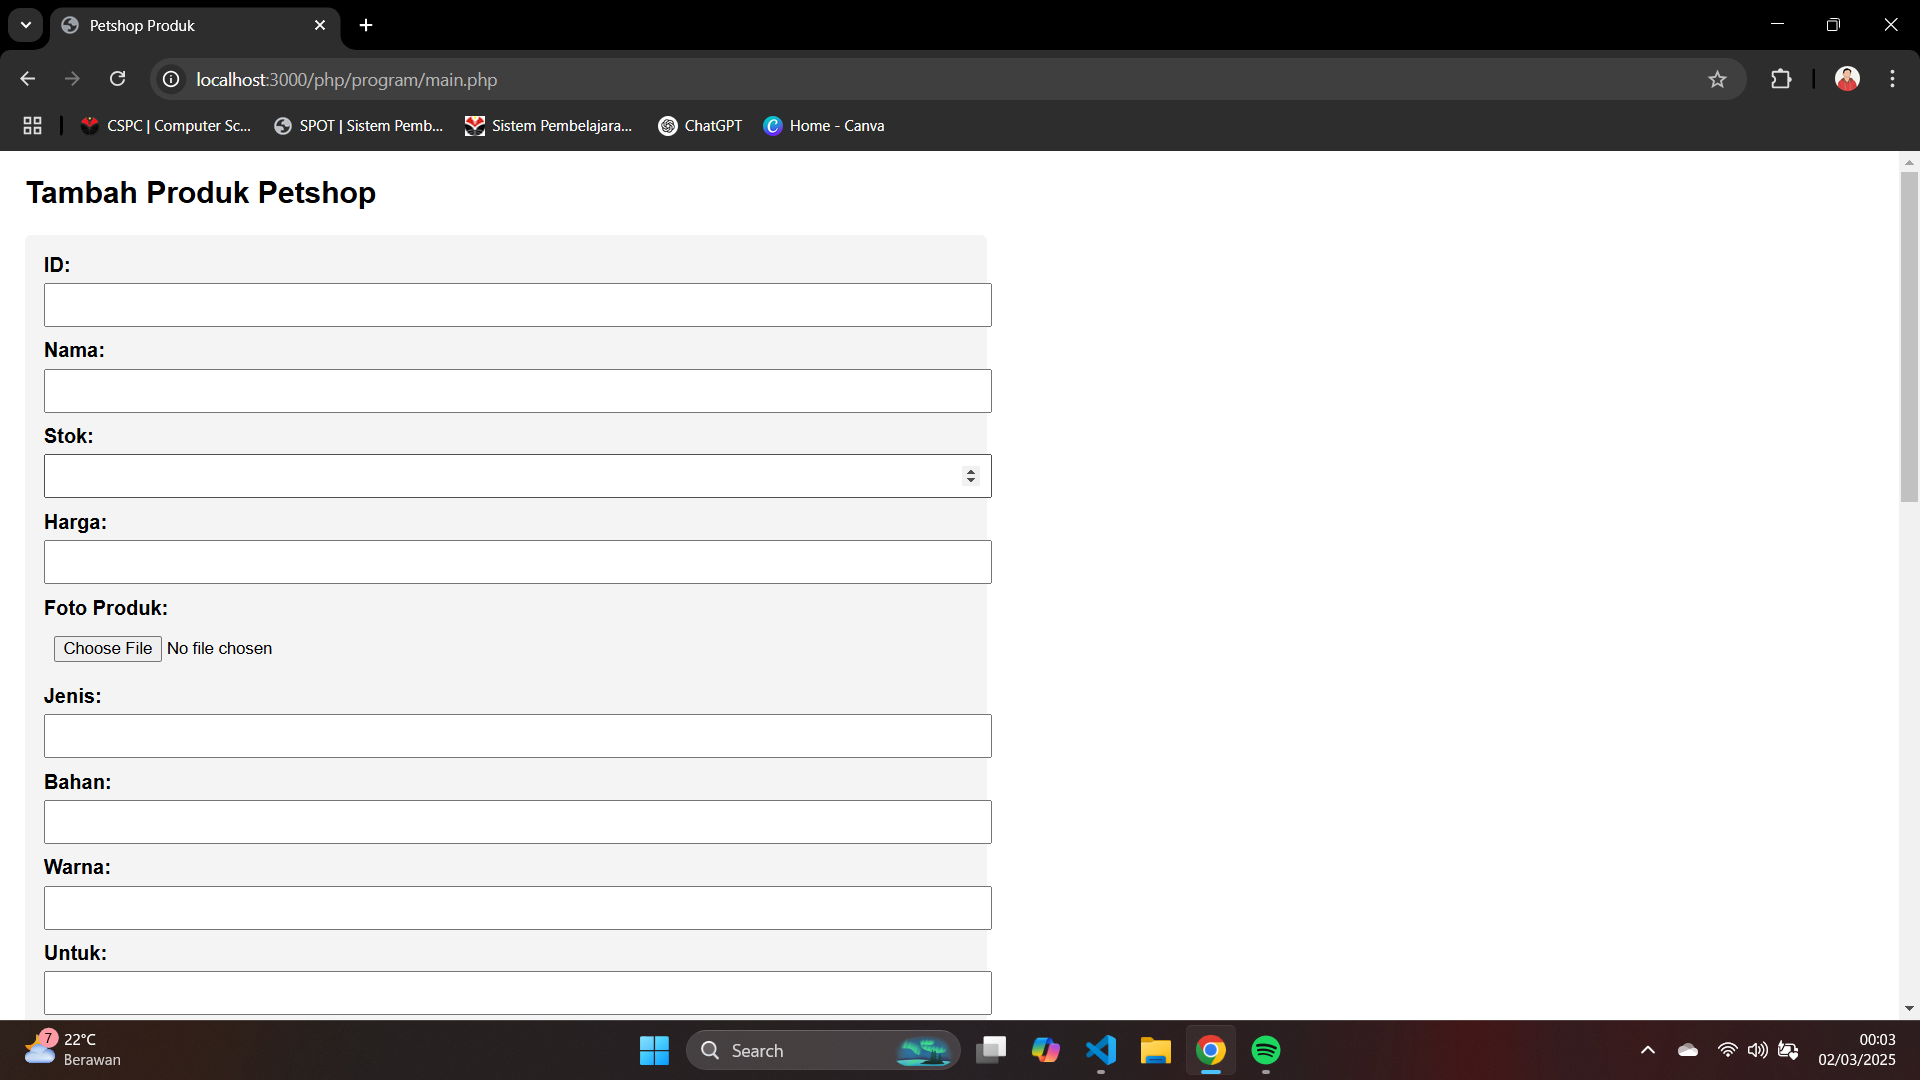 Petshop Produk
localhost:3000/php/program/main.php
CSPC | Computer Sc... SPOT | Sistem Pemb... Sistem Pembelajara... ChatGPT Home - Canva
Tambah Produk Petshop
ID:
Nama:
Stok:
Harga:
Foto Produk:
Choose File No file chosen
Jenis:
Bahan:
Warna:
Untuk:
7
22°C
Berawan
Search
00:03
02/03/2025